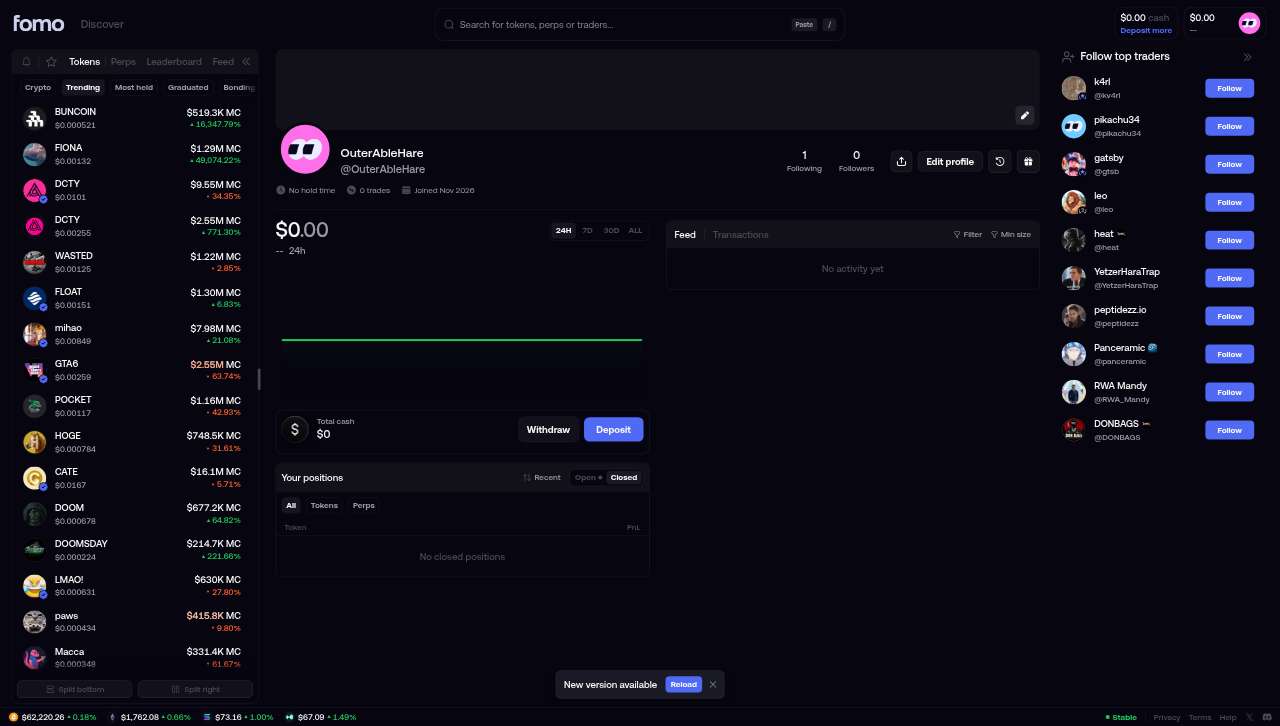 fomo
Discover
Search for tokens, perps or traders...
Paste
/
$0.00 cash
Deposit more
$0.00
—
Tokens Perps Leaderboard Feed
Crypto Trending Most held Graduated Bonding
BUNCOIN $519.3K MC
$0.000521 16,347.79%
FIONA $1.29M MC
$0.00132 49,074.22%
DCTY $9.55M MC
$0.0101 34.35%
DCTY $2.55M MC
$0.00255 771.30%
WASTED $1.22M MC
$0.00125 2.85%
FLOAT $1.30M MC
$0.00151 6.83%
mihao $7.98M MC
$0.00849 21.08%
GTA6 $2.55M MC
$0.00259 63.74%
POCKET $1.16M MC
$0.00117 42.93%
HOGE $748.5K MC
$0.000784 31.61%
CATE $16.1M MC
$0.0167 5.71%
DOOM $677.2K MC
$0.000678 64.82%
DOOMSDAY $214.7K MC
$0.000224 221.66%
LMAO! $630K MC
$0.000631 27.80%
paws $415.8K MC
$0.000434 9.80%
Macca $331.4K MC
$0.000348 61.67%
Split bottom Split right
OuterAbleHare
@OuterAbleHare
No hold time 0 trades Joined Nov 2026
1 Following
0 Followers
Edit profile
$0.00
-- 24h
24H 7D 30D ALL
Total cash
$0
Withdraw Deposit
Your positions
Recent Open Closed
All Tokens Perps
Token PnL
No closed positions
Feed Transactions Filter Min size
No activity yet
Follow top traders
k4rl
@kv4rl
Follow
pikachu34
@pikachu34
Follow
gatsby
@gtsb
Follow
leo
@leo
Follow
heat
@heat
Follow
YetzerHaraTrap
@YetzerHaraTrap
Follow
peptidezz.io
@peptidezz
Follow
Panceramic
@panceramic
Follow
RWA Mandy
@RWA_Mandy
Follow
DONBAGS
@DONBAGS
Follow
New version available Reload
$62,220.26 0.18% $1,762.08 0.66% $73.16 1.00% $67.09 1.49%
Stable Privacy Terms Help